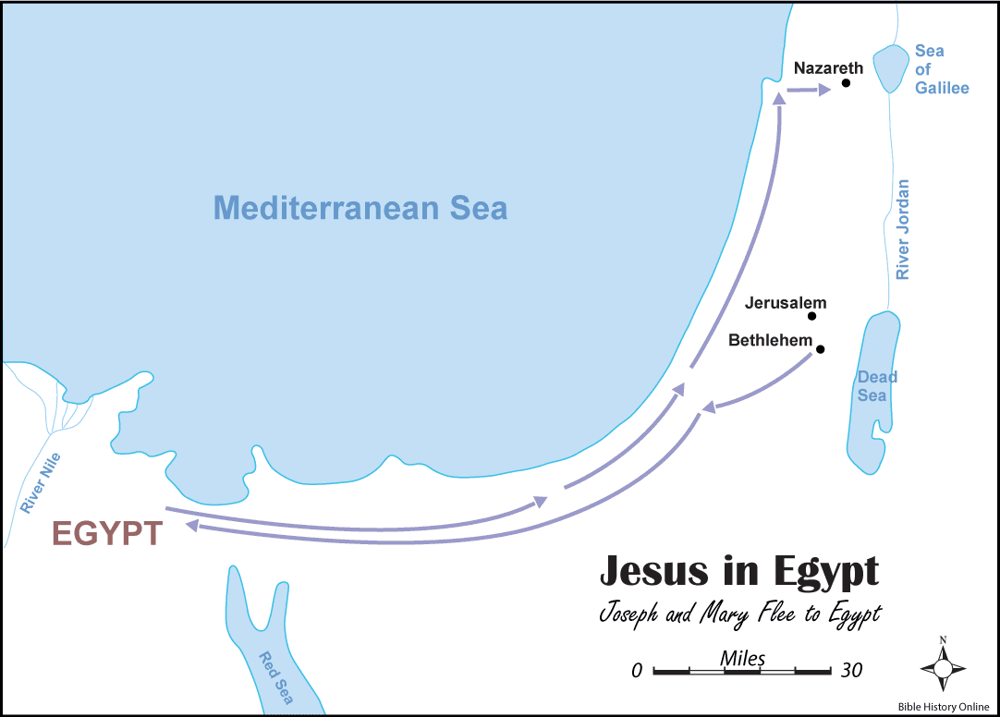 Nazareth
Sea
of
Galilee
Mediterranean Sea
River Jordan
Jerusalem
Bethlehem
Dead
Sea
River Nile
EGYPT
Jesus in Egypt
Joseph and Mary Flee to Egypt
Red Sea
Miles
0 30
N
Bible History Online